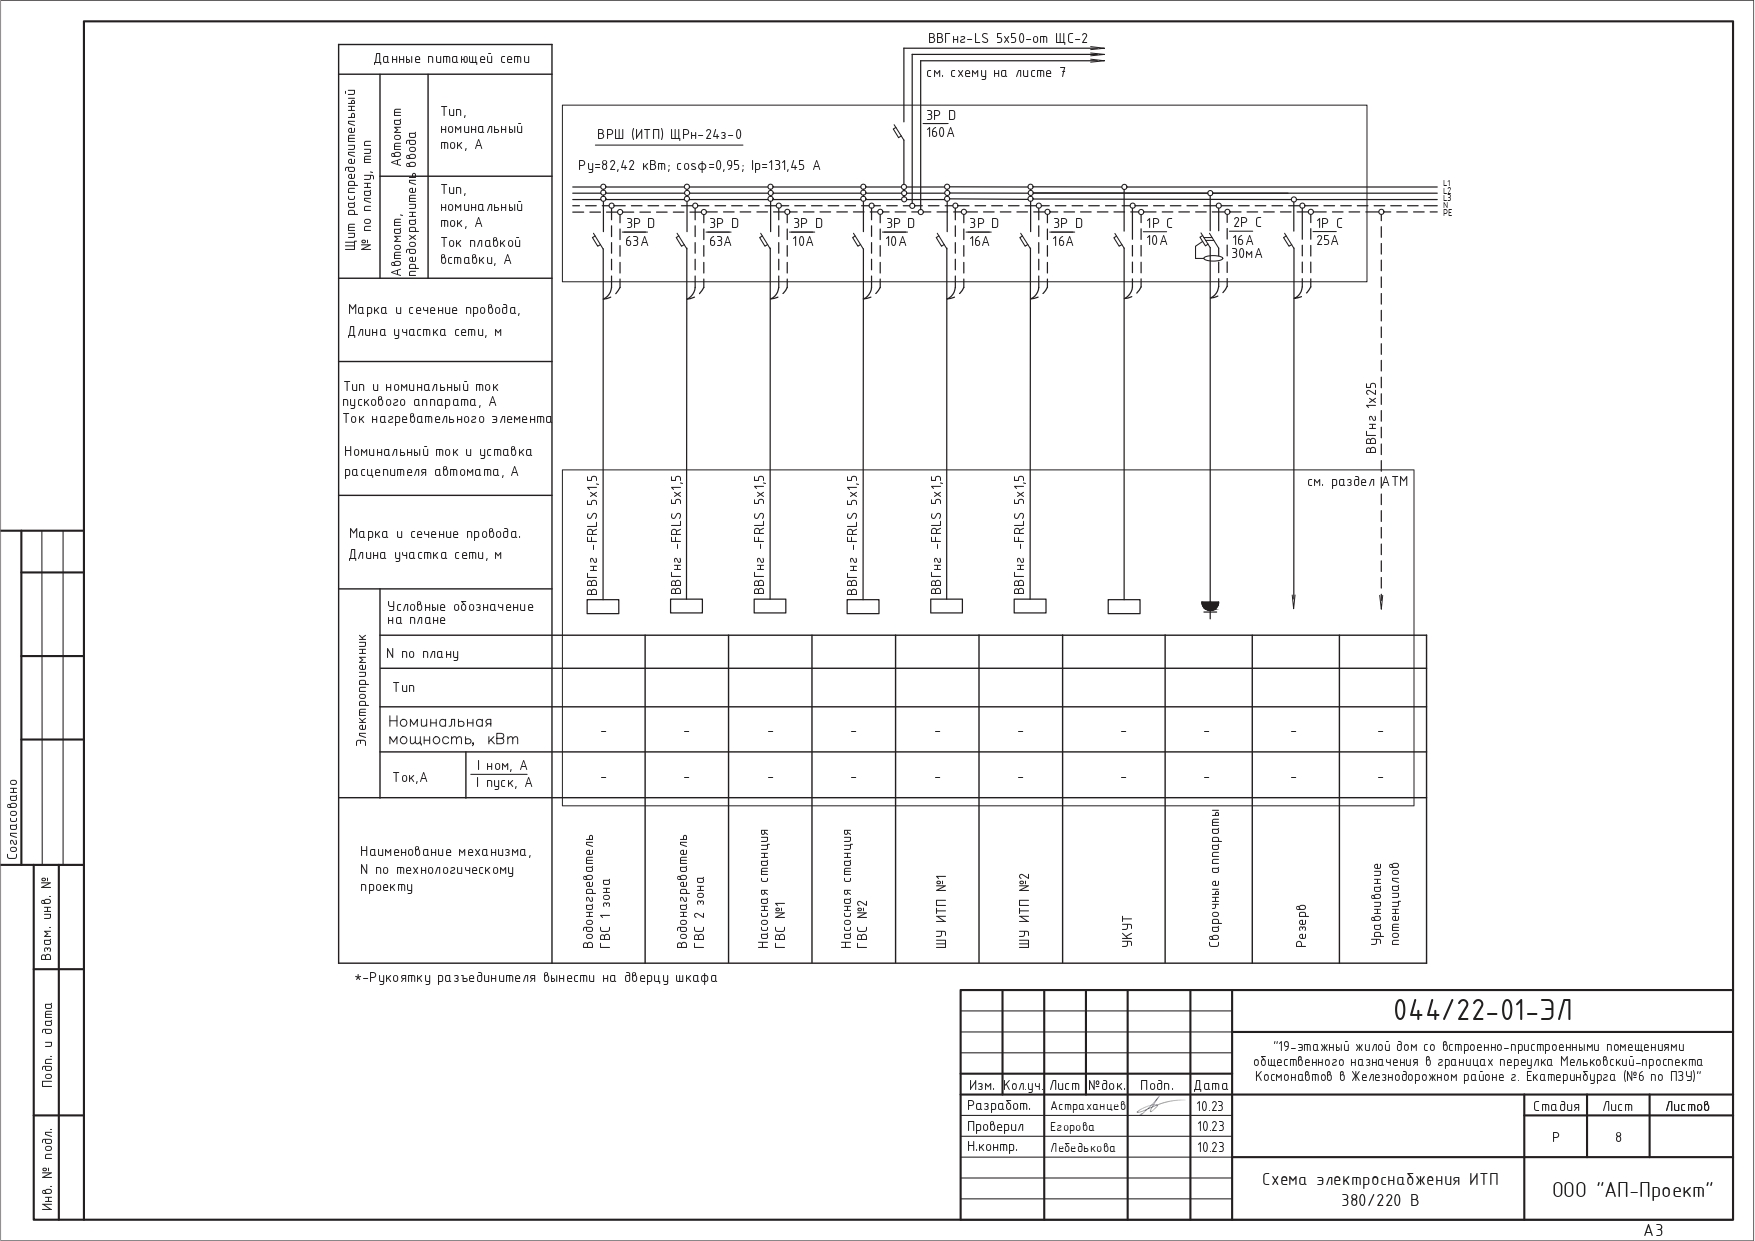 ВВГнг-LS 5х50-от ЩС-2
см. схему на листе 7
Данные питающей сети
Щит распределительный
№ по плану, тип
Автомат
ввода
Тип,
номинальный
ток, А
Автомат,
предохранитель
Тип,
номинальный
ток, А
Ток плавкой
вставки, А
ВРШ (ИТП) ЩРн-24з-0
Ру=82,42 кВт; cosф=0,95; Iр=131,45 А
3Р D
160А
L1
L2
L3
N
PE
3Р D
63А
3Р D
63А
3Р D
10А
3Р D
10А
3Р D
16А
3Р D
16А
1Р С
10А
2Р С
16А
30мА
1Р С
25А
Марка и сечение провода,
Длина участка сети, м
Тип и номинальный ток
пускового аппарата, А
Ток нагревательного элемента
Номинальный ток и уставка
расцепителя автомата, А
ВВГнг 1х25
см. раздел АТМ
Марка и сечение провода.
Длина участка сети, м
ВВГнг -FRLS 5х1,5
ВВГнг -FRLS 5х1,5
ВВГнг -FRLS 5х1,5
ВВГнг -FRLS 5х1,5
ВВГнг -FRLS 5х1,5
ВВГнг -FRLS 5х1,5
Электроприемник
Условные обозначение
на плане
N по плану
Тип
Номинальная
мощность, кВт
- - - - - - - - - -
Ток,А
I ном, А
I пуск, А
- - - - - - - - - -
Наименование механизма,
N по технологическому
проекту
Водонагреватель
ГВС 1 зона
Водонагреватель
ГВС 2 зона
Насосная станция
ГВС №1
Насосная станция
ГВС №2
ШУ ИТП №1
ШУ ИТП №2
УКУТ
Сварочные аппараты
Резерв
Уравнивание
потенциалов
*-Рукоятку разъединителя вынести на дверцу шкафа
Согласовано
Взам. инв. №
Подп. и дата
Инв. № подл.
044/22-01-ЭЛ
"19-этажный жилой дом со встроенно-пристроенными помещениями
общественного назначения в границах переулка Мельковский-проспекта
Космонавтов в Железнодорожном районе г. Екатеринбурга (№6 по ПЗУ)"
Изм. Кол.уч. Лист №док. Подп. Дата
Разработ. Астраханцев 10.23
Проверил Егорова 10.23
Н.контр. Лебедькова 10.23
Стадия Лист Листов
Р 8
Схема электроснабжения ИТП
380/220 В
ООО "АП-Проект"
А3